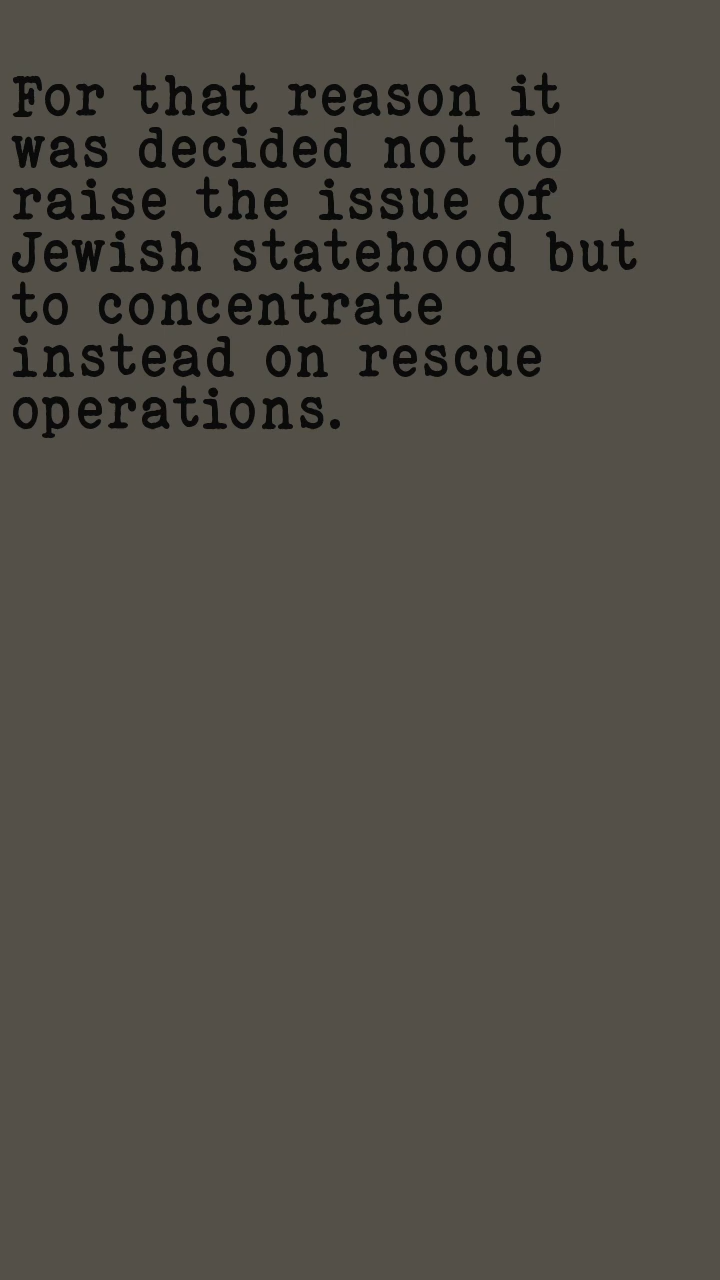 For that reason it
was decided not to
raise the issue of
Jewish statehood but
to concentrate
instead on rescue
operations.